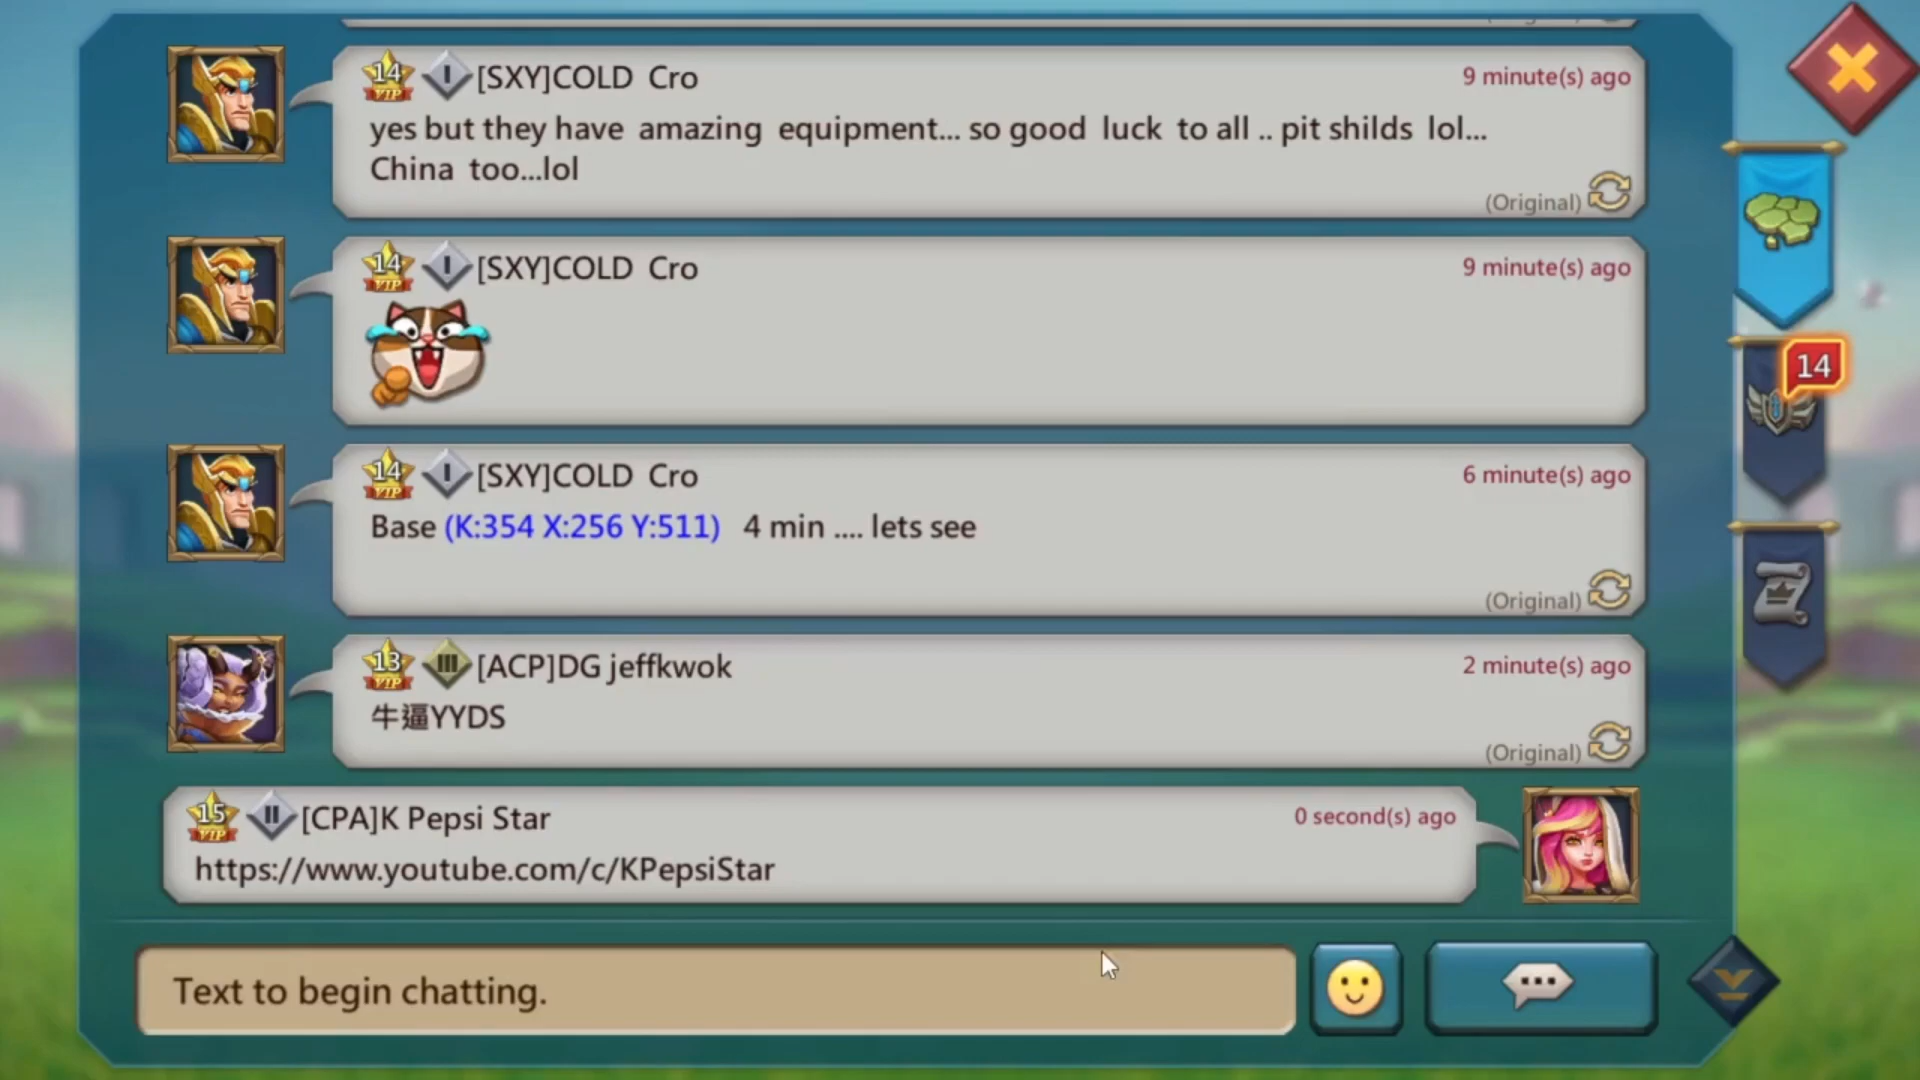 14 VIP I [SXY]COLD Cro 9 minute(s) ago
yes but they have amazing equipment... so good luck to all .. pit shilds lol...
China too...lol
(Original)
14 VIP I [SXY]COLD Cro 9 minute(s) ago
14 VIP I [SXY]COLD Cro 6 minute(s) ago
Base (K:354 X:256 Y:511) 4 min .... lets see
(Original)
13 VIP III [ACP]DG jeffkwok 2 minute(s) ago
牛逼YYDS
(Original)
15 VIP II [CPA]K Pepsi Star 0 second(s) ago
https://www.youtube.com/c/KPepsiStar
Text to begin chatting.
14